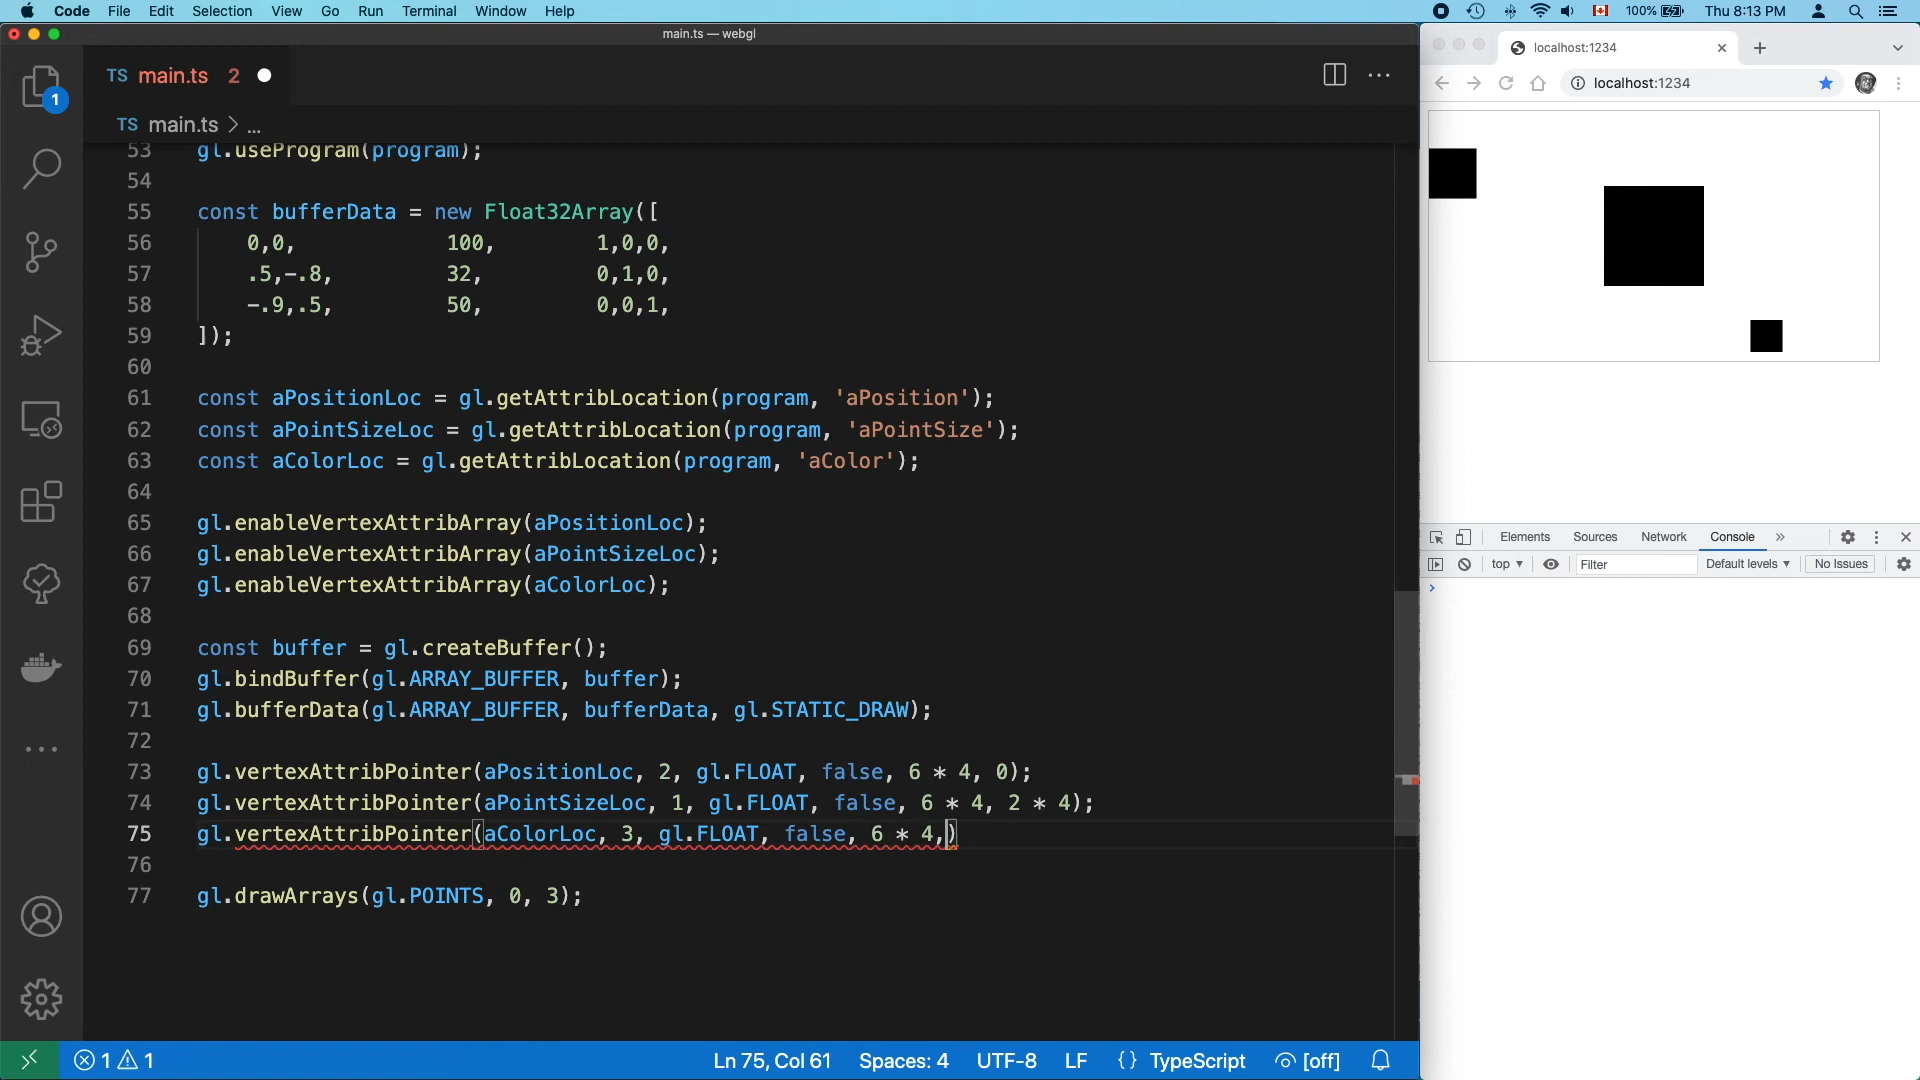 Code File Edit Selection View Go Run Terminal Window Help
100% Thu 8:13 PM
main.ts — webgl
TS main.ts 2
TS main.ts > ...
1
53 gl.useProgram(program);
54
55 const bufferData = new Float32Array([
56 0,0, 100, 1,0,0,
57 .5,-.8, 32, 0,1,0,
58 -.9,.5, 50, 0,0,1,
59 ]);
60
61 const aPositionLoc = gl.getAttribLocation(program, 'aPosition');
62 const aPointSizeLoc = gl.getAttribLocation(program, 'aPointSize');
63 const aColorLoc = gl.getAttribLocation(program, 'aColor');
64
65 gl.enableVertexAttribArray(aPositionLoc);
66 gl.enableVertexAttribArray(aPointSizeLoc);
67 gl.enableVertexAttribArray(aColorLoc);
68
69 const buffer = gl.createBuffer();
70 gl.bindBuffer(gl.ARRAY_BUFFER, buffer);
71 gl.bufferData(gl.ARRAY_BUFFER, bufferData, gl.STATIC_DRAW);
72
73 gl.vertexAttribPointer(aPositionLoc, 2, gl.FLOAT, false, 6 * 4, 0);
74 gl.vertexAttribPointer(aPointSizeLoc, 1, gl.FLOAT, false, 6 * 4, 2 * 4);
75 gl.vertexAttribPointer(aColorLoc, 3, gl.FLOAT, false, 6 * 4,)
76
77 gl.drawArrays(gl.POINTS, 0, 3);
1 1
Ln 75, Col 61 Spaces: 4 UTF-8 LF {} TypeScript [off]
localhost:1234
localhost:1234
Elements Sources Network Console »
top Filter Default levels No Issues